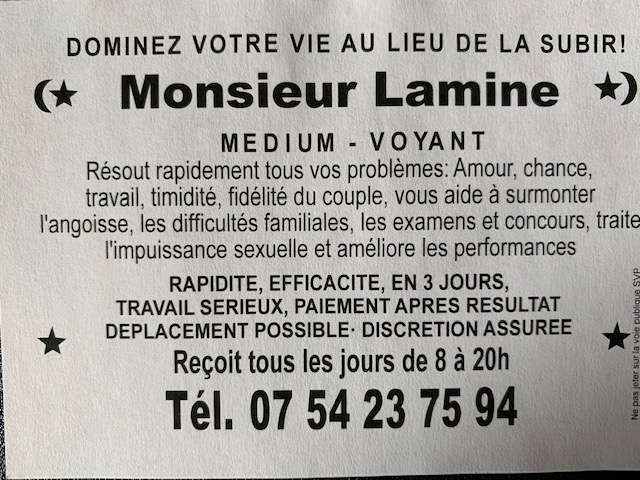 DOMINEZ VOTRE VIE AU LIEU DE LA SUBIR!
Monsieur Lamine
MEDIUM - VOYANT
Résout rapidement tous vos problèmes: Amour, chance,
travail, timidité, fidélité du couple, vous aide à surmonter
l'angoisse, les difficultés familiales, les examens et concours, traite
l'impuissance sexuelle et améliore les performances
RAPIDITE, EFFICACITE, EN 3 JOURS,
TRAVAIL SERIEUX, PAIEMENT APRES RESULTAT
DEPLACEMENT POSSIBLE· DISCRETION ASSUREE
Reçoit tous les jours de 8 à 20h
Tél. 07 54 23 75 94
Ne pas jeter sur la voie publique SVP